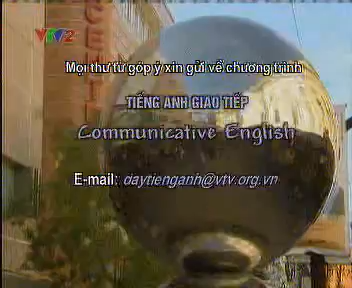 VTV2
CENT
Mọi thư từ góp ý xin gửi về chương trình
TIẾNG ANH GIAO TIẾP
Communicative English
E-mail: daytienganh@vtv.org.vn